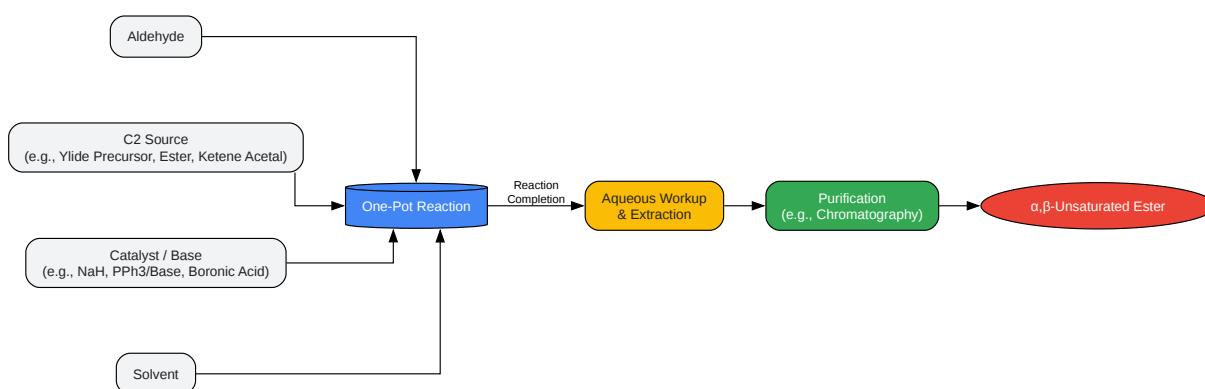 Aldehyde
C2 Source
(e.g., Ylide Precursor, Ester, Ketene Acetal)
Catalyst / Base
(e.g., NaH, PPh3/Base, Boronic Acid)
Solvent
One-Pot Reaction
Reaction
Completion
Aqueous Workup
& Extraction
Purification
(e.g., Chromatography)
α,β-Unsaturated Ester